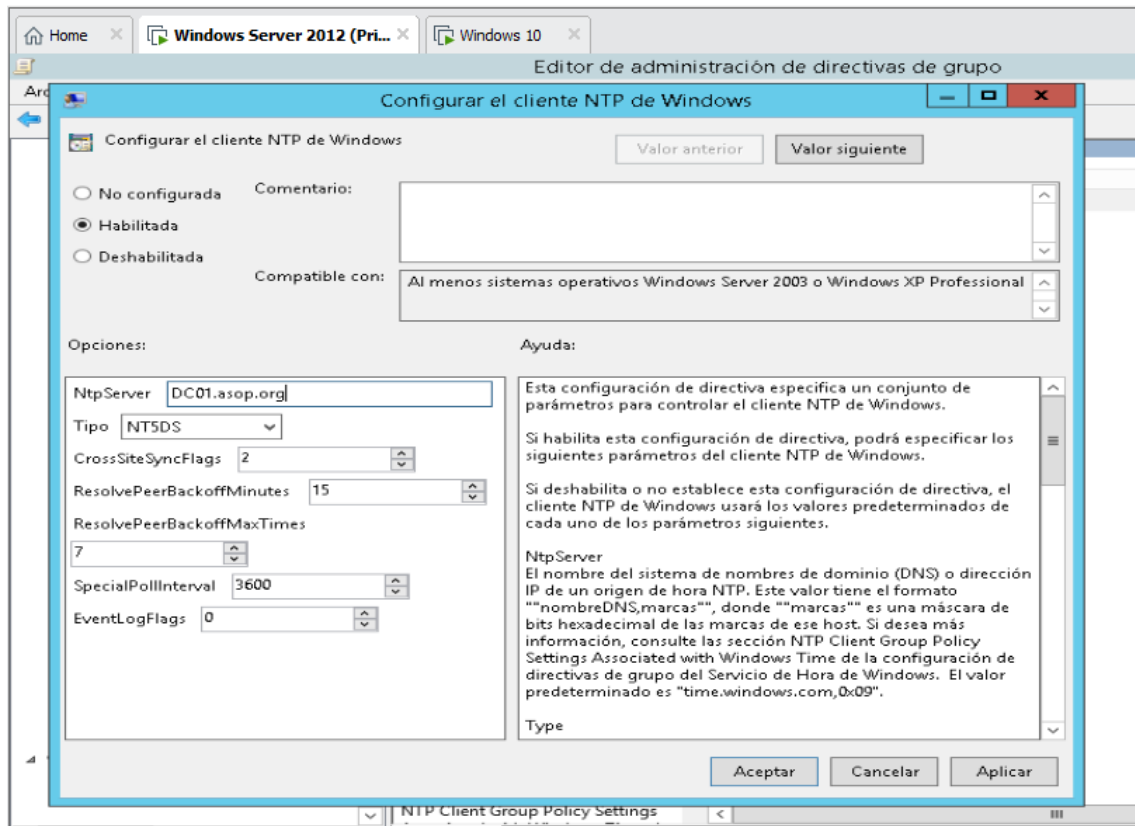 Home
Windows Server 2012 (Pri...
Windows 10
Editor de administración de directivas de grupo
Arc
Configurar el cliente NTP de Windows
Configurar el cliente NTP de Windows
Valor anterior
Valor siguiente
No configurada
Habilitada
Deshabilitada
Comentario:
Compatible con:
Al menos sistemas operativos Windows Server 2003 o Windows XP Professional
Opciones:
Ayuda:
NtpServer DC01.asop.org
Tipo NT5DS
CrossSiteSyncFlags 2
ResolvePeerBackoffMinutes 15
ResolvePeerBackoffMaxTimes
7
SpecialPollInterval 3600
EventLogFlags 0
Esta configuración de directiva especifica un conjunto de
parámetros para controlar el cliente NTP de Windows.
Si habilita esta configuración de directiva, podrá especificar los
siguientes parámetros del cliente NTP de Windows.
Si deshabilita o no establece esta configuración de directiva, el
cliente NTP de Windows usará los valores predeterminados de
cada uno de los parámetros siguientes.
NtpServer
El nombre del sistema de nombres de dominio (DNS) o dirección
IP de un origen de hora NTP. Este valor tiene el formato
""nombreDNS,marcas"", donde ""marcas"" es una máscara de
bits hexadecimal de las marcas de ese host. Si desea más
información, consulte las sección NTP Client Group Policy
Settings Associated with Windows Time de la configuración de
directivas de grupo del Servicio de Hora de Windows.  El valor
predeterminado es "time.windows.com,0x09".
Type
Aceptar
Cancelar
Aplicar
NTP Client Group Policy Settings